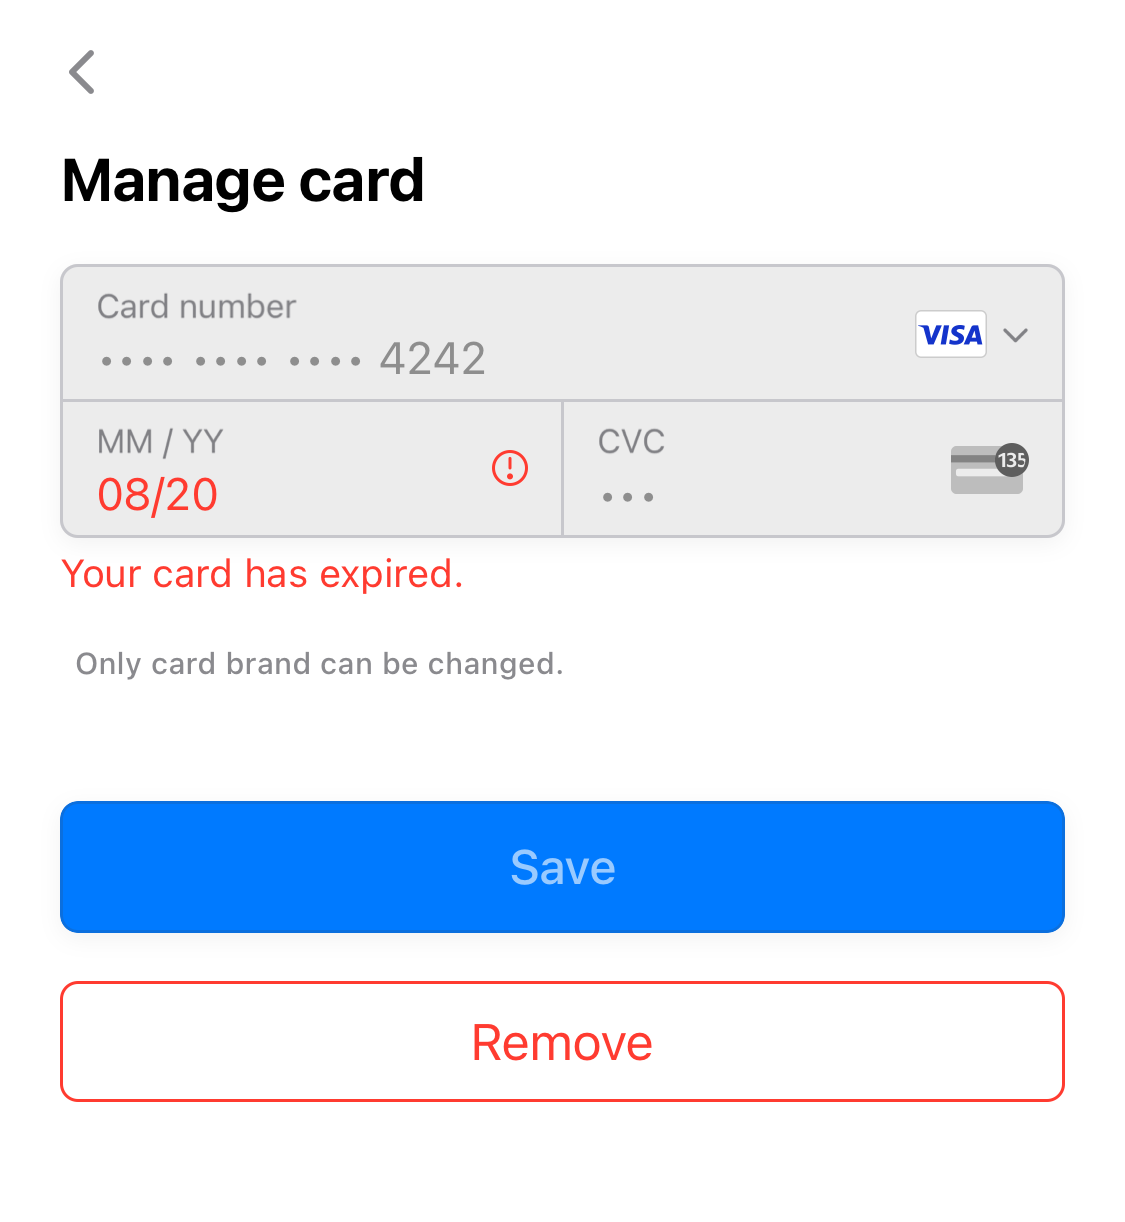 Manage card
Card number
•••• •••• •••• 4242
VISA
MM / YY
08/20
CVC
•••
135
Your card has expired.
Only card brand can be changed.
Save
Remove